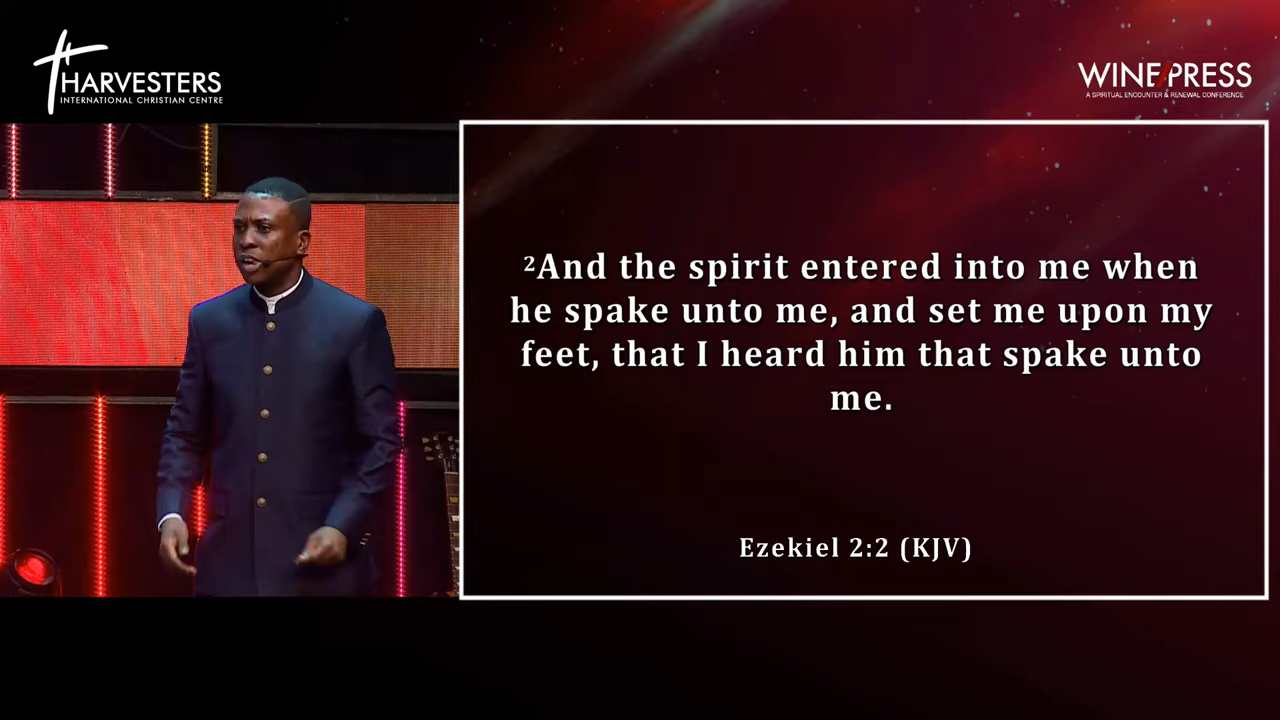 HARVESTERS
INTERNATIONAL CHRISTIAN CENTRE
WINEPRESS
A SPIRITUAL ENCOUNTER & RENEWAL CONFERENCE
²And the spirit entered into me when
he spake unto me, and set me upon my
feet, that I heard him that spake unto
me.
Ezekiel 2:2 (KJV)